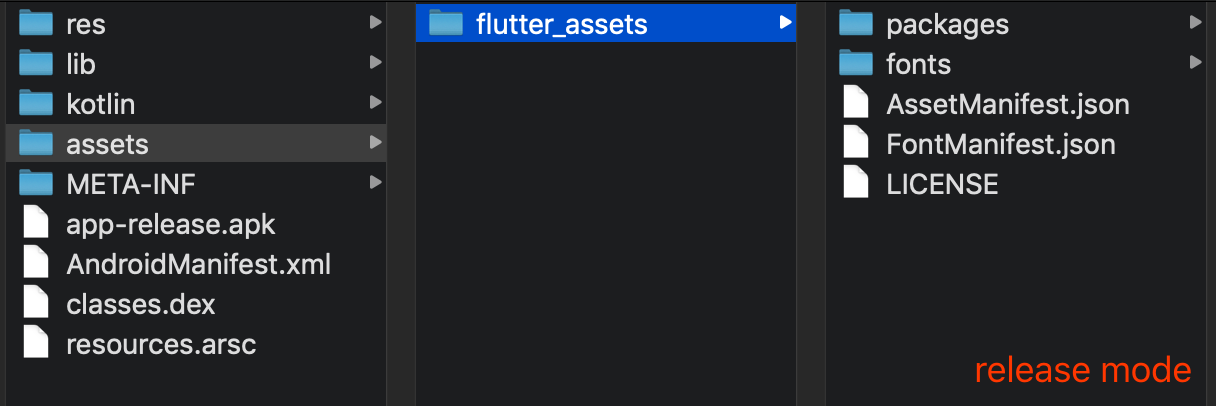 res
lib
kotlin
assets
META-INF
app-release.apk
AndroidManifest.xml
classes.dex
resources.arsc
flutter_assets
packages
fonts
AssetManifest.json
FontManifest.json
LICENSE
release mode